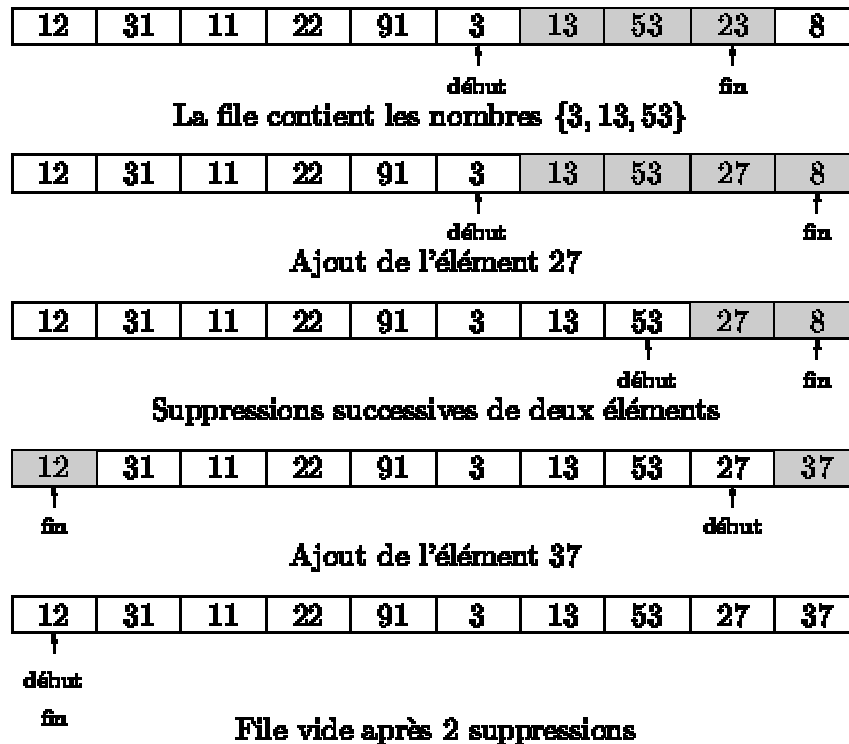 12 31 11 22 91 3 13 53 23 8
début fin
La file contient les nombres {3, 13, 53}
12 31 11 22 91 3 13 53 27 8
début fin
Ajout de l'élément 27
12 31 11 22 91 3 13 53 27 8
début fin
Suppressions successives de deux éléments
12 31 11 22 91 3 13 53 27 37
fin début
Ajout de l'élément 37
12 31 11 22 91 3 13 53 27 37
début
fin
File vide après 2 suppressions